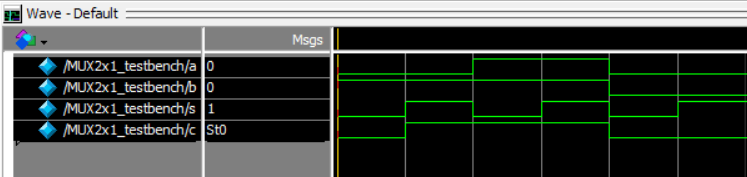 Wave - Default
Msgs
/MUX2x1_testbench/a 0
/MUX2x1_testbench/b 0
/MUX2x1_testbench/s 1
/MUX2x1_testbench/c St0